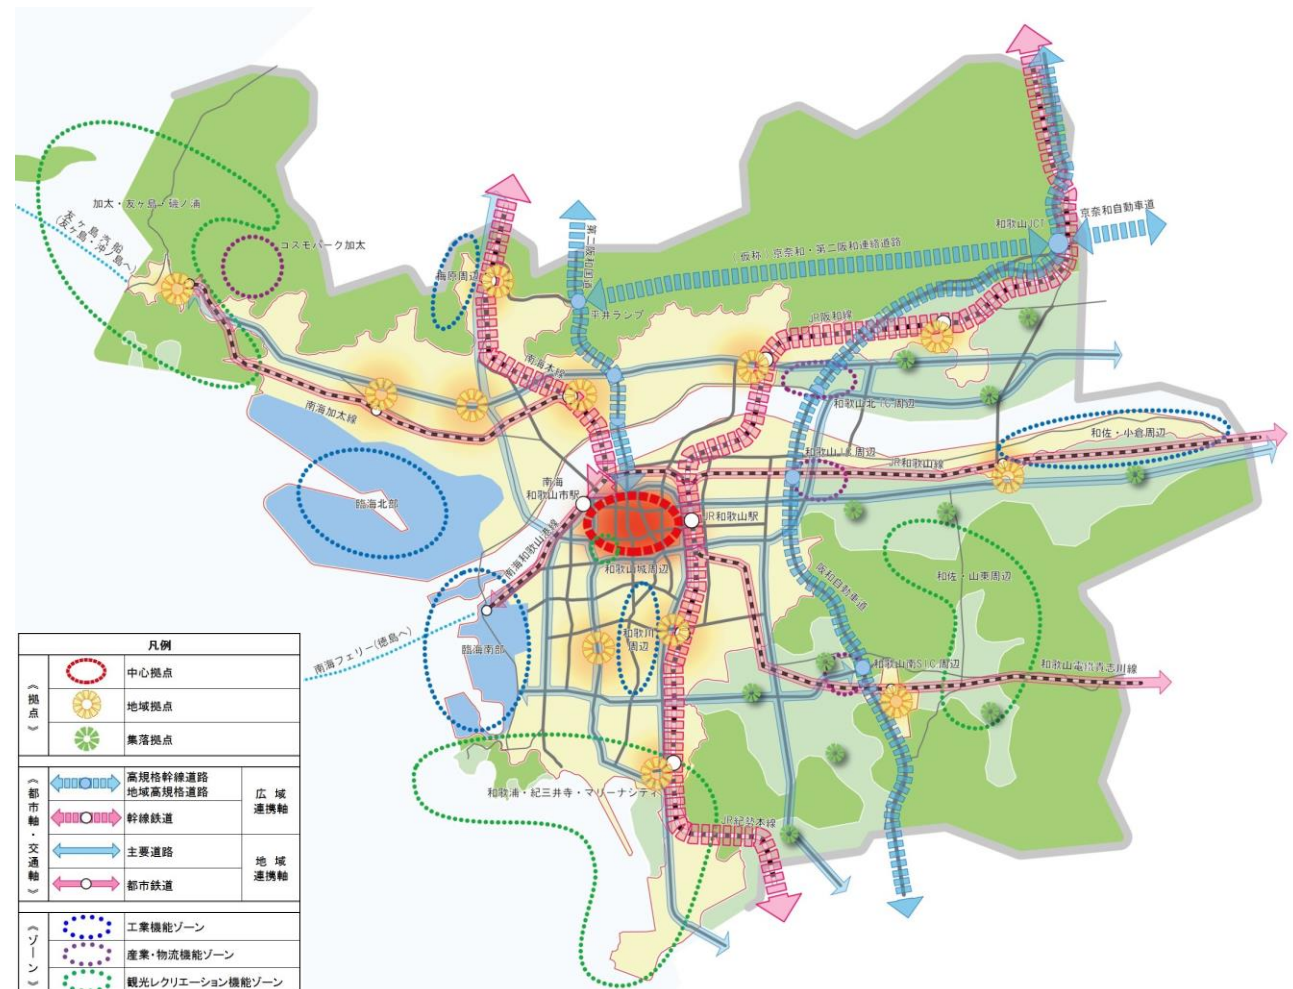 加太・友ヶ島・磯ノ浦
友ヶ島汽船
(友ヶ島・沖ノ島へ)
コスモパーク加太
梅原周辺
第二阪和国道
平井ランプ
(仮称)京奈和・第二阪和連絡道路
和歌山JCT
京奈和自動車道
JR阪和線
南海本線
南海加太線
和歌山北IC周辺
和歌山IC周辺
JR和歌山線
和佐・小倉周辺
臨海北部
南海
和歌山市駅
JR和歌山駅
南海和歌山港線
和歌山城周辺
阪和自動車道
和佐・山東周辺
南海フェリー(徳島へ)
臨海南部
和歌川
周辺
和歌山南SIC周辺
和歌山電鐵貴志川線
和歌浦・紀三井寺・マリーナシティ
JR紀勢本線
凡例
《拠点》
中心拠点
地域拠点
集落拠点
《都市軸・交通軸》
高規格幹線道路
地域高規格道路
幹線鉄道
広域
連携軸
主要道路
都市鉄道
地域
連携軸
《ゾーン》
工業機能ゾーン
産業・物流機能ゾーン
観光レクリエーション機能ゾーン